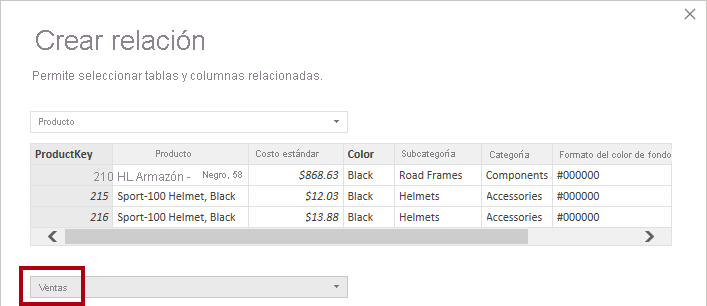 Crear relación
Permite seleccionar tablas y columnas relacionadas.
Producto
ProductKey Producto Costo estándar Color Subcategoría Categoría Formato del color de fondo
210 HL Armazón - Negro, 58 $868.63 Black Road Frames Components #000000
215 Sport-100 Helmet, Black $12.03 Black Helmets Accessories #000000
216 Sport-100 Helmet, Black $13.88 Black Helmets Accessories #000000
Ventas